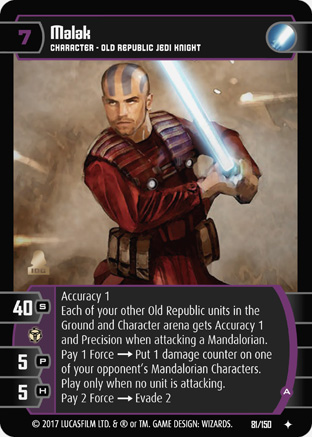 7
Malak
CHARACTER - OLD REPUBLIC JEDI KNIGHT
40 S
5 P
5 H
Accuracy 1
Each of your other Old Republic units in the
Ground and Character arena gets Accuracy 1
and Precision when attacking a Mandalorian.
Pay 1 Force → Put 1 damage counter on one
of your opponent's Mandalorian Characters.
Play only when no unit is attacking.
Pay 2 Force → Evade 2
A
© 2017 LUCASFILM LTD. & ® or TM. GAME DESIGN: WIZARDS. 81/150